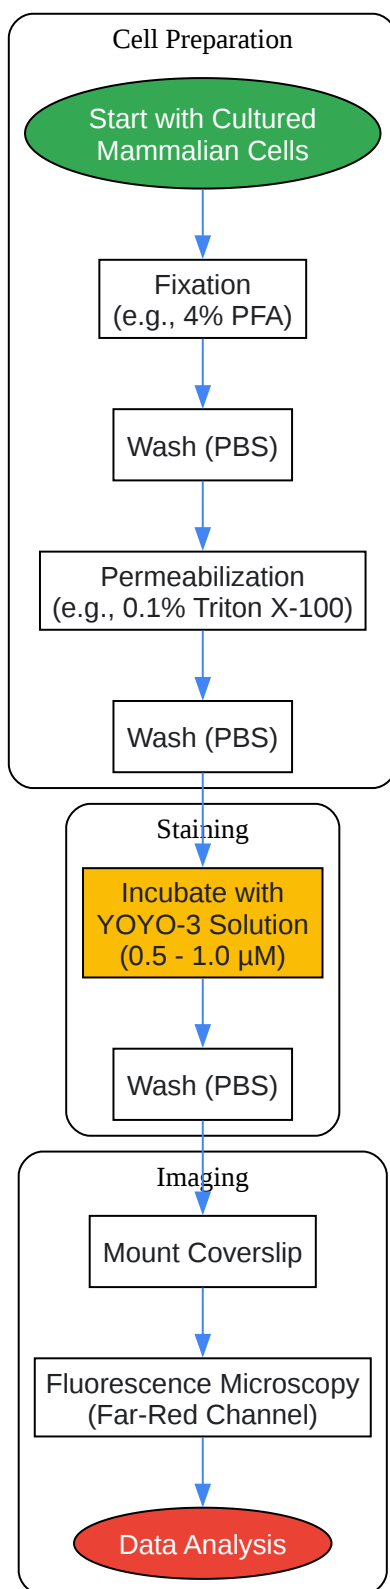 Cell Preparation
Start with Cultured
Mammalian Cells
Fixation
(e.g., 4% PFA)
Wash (PBS)
Permeabilization
(e.g., 0.1% Triton X-100)
Wash (PBS)
Staining
Incubate with
YOYO-3 Solution
(0.5 - 1.0 µM)
Wash (PBS)
Imaging
Mount Coverslip
Fluorescence Microscopy
(Far-Red Channel)
Data Analysis